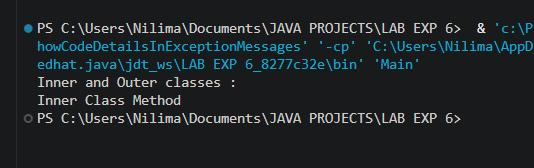 PS C:\Users\Nilima\Documents\JAVA PROJECTS\LAB EXP 6>  & 'c:\P
howCodeDetailsInExceptionMessages' '-cp' 'C:\Users\Nilima\AppD
edhat.java\jdt_ws\LAB EXP 6_8277c32e\bin' 'Main'
Inner and Outer classes :
Inner Class Method
PS C:\Users\Nilima\Documents\JAVA PROJECTS\LAB EXP 6>